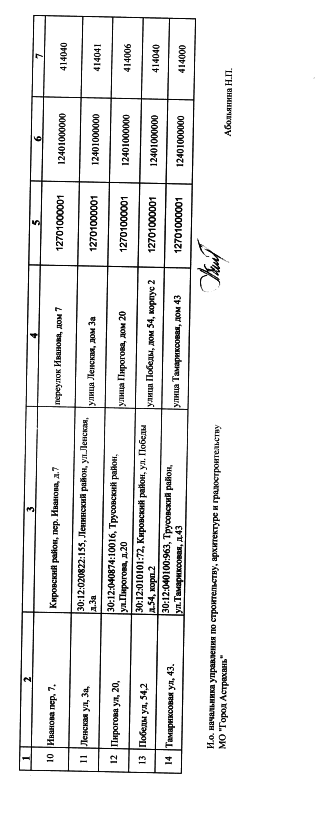 1 2 3 4 5 6 7
10 Иванова пер, 7, Кировский район, пер. Иванова, д.7 переулок Иванова, дом 7 12701000001 12401000000 414040
11 Ленская ул, 3а, 30:12:020822:155, Ленинский район, ул.Ленская, д.3а улица Ленская, дом 3а 12701000001 12401000000 414041
12 Пирогова ул, 20, 30:12:040874:10016, Трусовский район, ул.Пирогова, д.20 улица Пирогова, дом 20 12701000001 12401000000 414006
13 Победы ул, 54,2 30:12:010101:72, Кировский район, ул. Победы д.54, корп.2 улица Победы, дом 54, корпус 2 12701000001 12401000000 414040
14 Тамариксовая ул, 43, 30:12:040100:963, Трусовский район, ул.Тамариксовая, д.43 улица Тамариксовая, дом 43 12701000001 12401000000 414000
И.о. начальника управления по строительству, архитектуре и градостроительству
МО "Город Астрахань"
Абольянина Н.П.